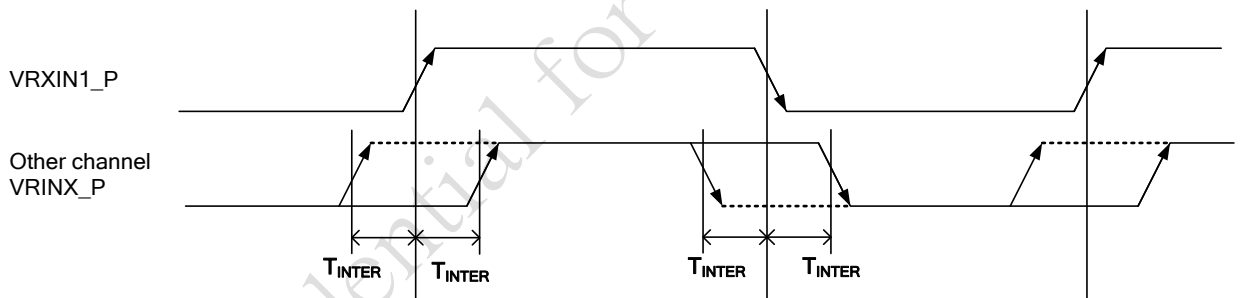 VRXIN1_P
Other channel
VRINX_P
TINTER TINTER TINTER TINTER